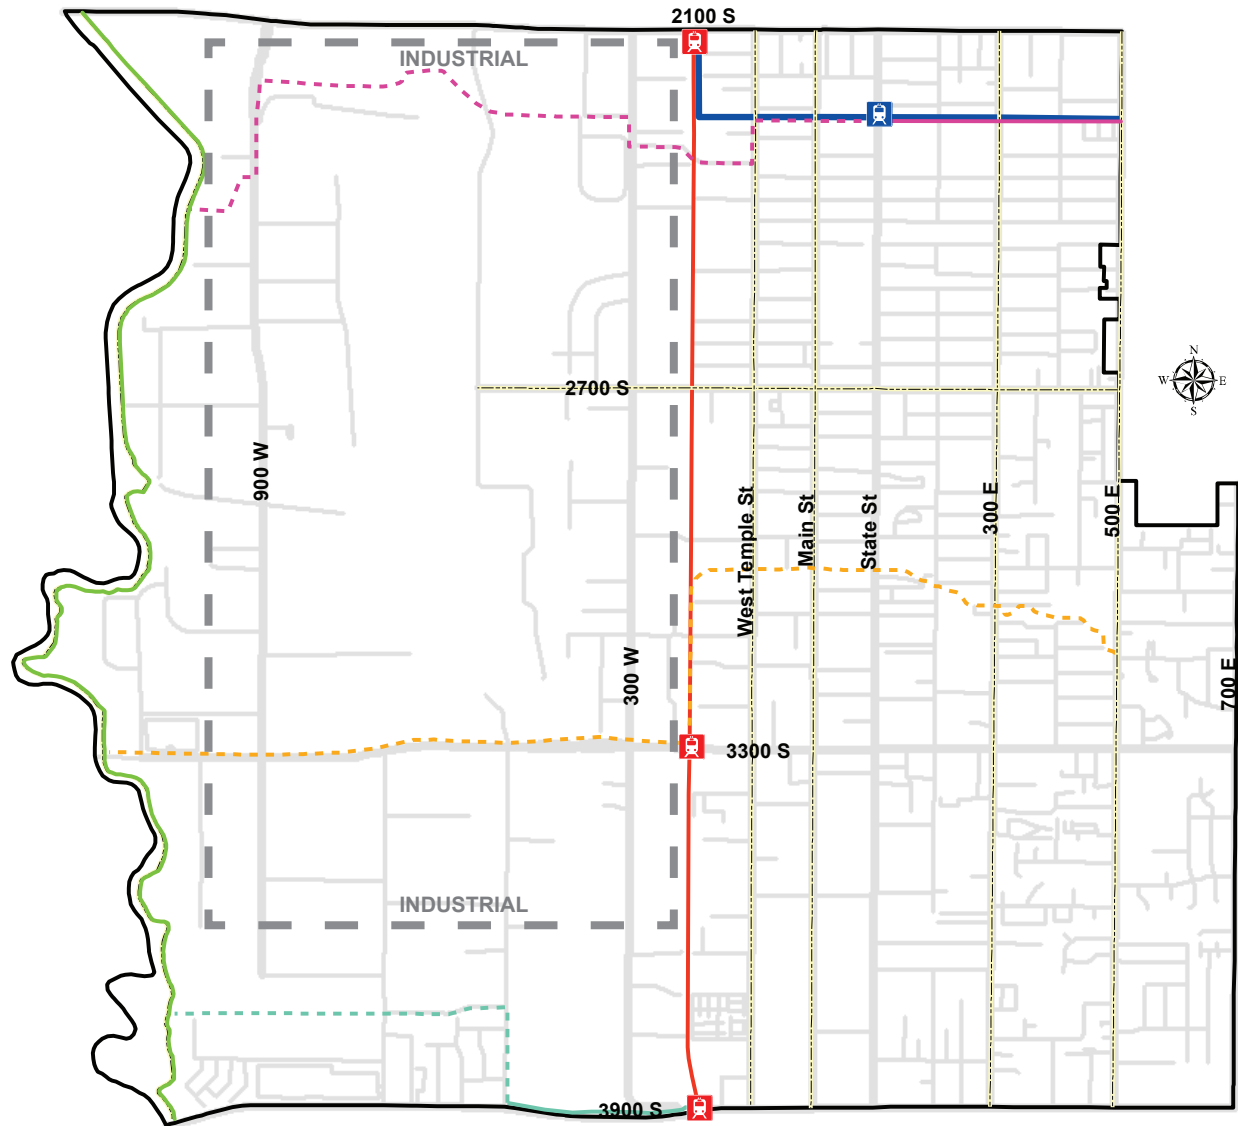 2100 S
INDUSTRIAL
N
W
E
S
2700 S
900 W
West Temple St
Main St
State St
300 E
500 E
300 W
700 E
3300 S
INDUSTRIAL
3900 S